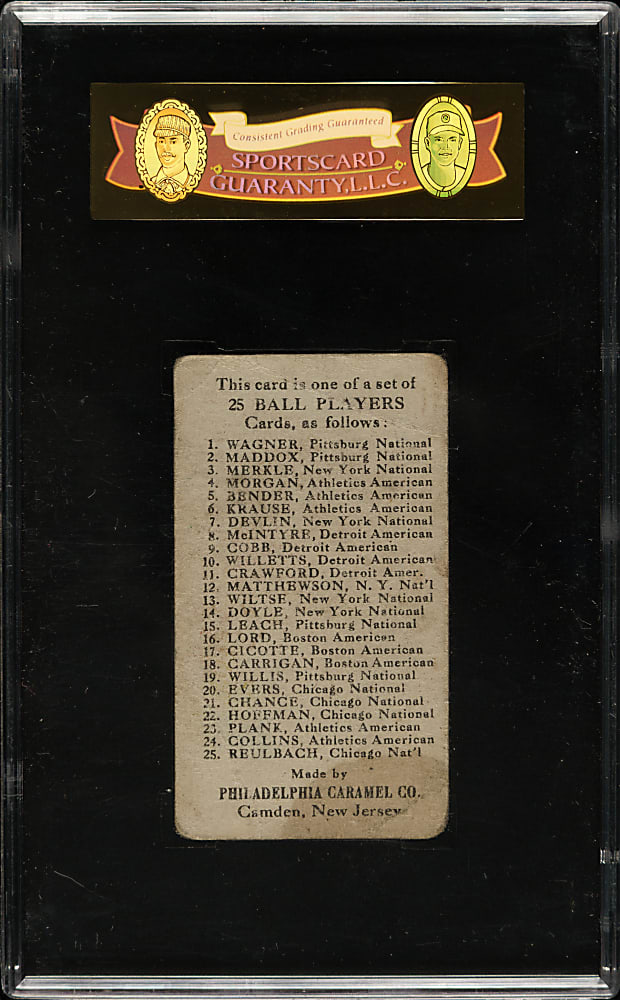 Consistent Grading Guaranteed
SPORTSCARD
GUARANTY, L.L.C.
This card is one of a set of
25 BALL PLAYERS
Cards, as follows:
1. WAGNER, Pittsburg National
2. MADDOX, Pittsburg National
3. MERKLE, New York National
4. MORGAN, Athletics American
5. BENDER, Athletics American
6. KRAUSE, Athletics American
7. DEVLIN, New York National
8. McINTYRE, Detroit American
9. COBB, Detroit American
10. WILLETTS, Detroit American
11. CRAWFORD, Detroit Amer.
12. MATTHEWSON, N. Y. Nat'l
13. WILTSE, New York National
14. DOYLE, New York National
15. LEACH, Pittsburg National
16. LORD, Boston American
17. CICOTTE, Boston American
18. CARRIGAN, Boston American
19. WILLIS, Pittsburg National
20. EVERS, Chicago National
21. CHANCE, Chicago National
22. HOFFMAN, Chicago National
23. PLANK, Athletics American
24. COLLINS, Athletics American
25. REULBACH, Chicago Nat'l
Made by
PHILADELPHIA CARAMEL CO.
Camden, New Jersey